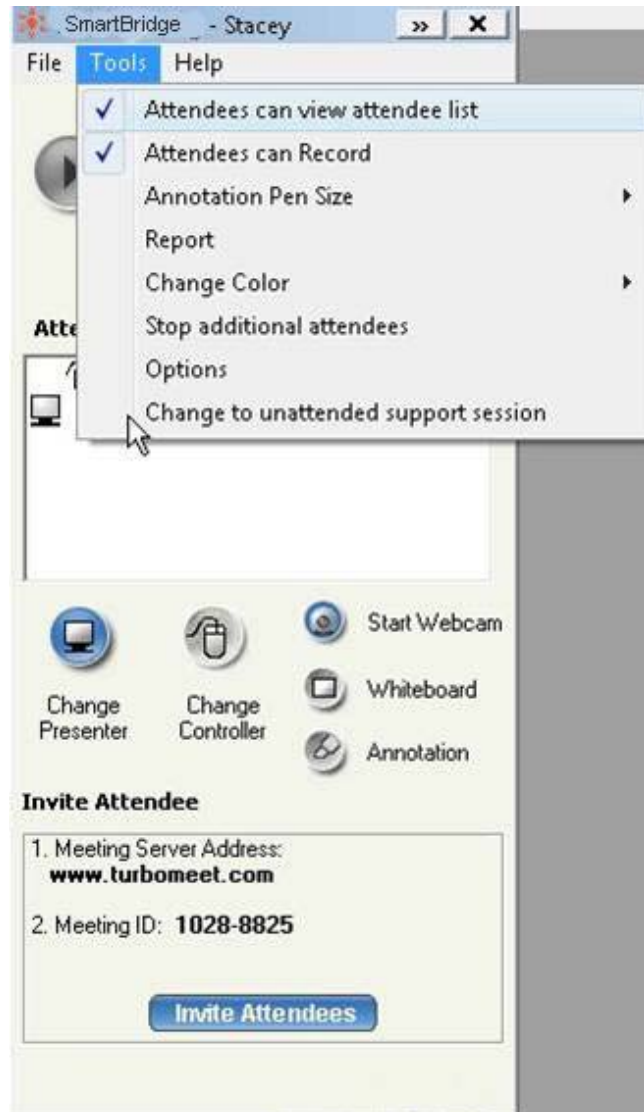 SmartBridge - Stacey
File Tools Help
Attendees can view attendee list
Attendees can Record
Annotation Pen Size
Report
Change Color
Stop additional attendees
Options
Change to unattended support session
Start Webcam
Whiteboard
Annotation
Change Presenter
Change Controller
Invite Attendee
1. Meeting Server Address:
www.turbomeet.com
2. Meeting ID: 1028-8825
Invite Attendees